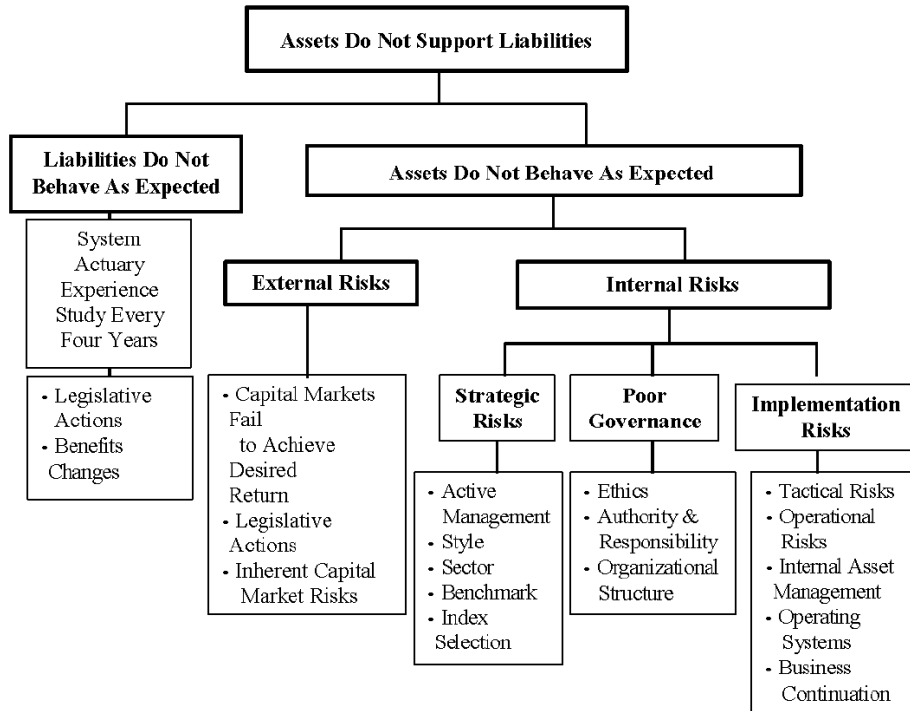 Assets Do Not Support Liabilities
Liabilities Do Not
Behave As Expected
Assets Do Not Behave As Expected
System
Actuary
Experience
Study Every
Four Years
External Risks
Internal Risks
• Legislative
Actions
• Benefits
Changes
• Capital Markets
Fail
to Achieve
Desired
Return
• Legislative
Actions
• Inherent Capital
Market Risks
Strategic
Risks
Poor
Governance
Implementation
Risks
• Active
Management
• Style
• Sector
• Benchmark
• Index
Selection
• Ethics
• Authority &
Responsibility
• Organizational
Structure
• Tactical Risks
• Operational
Risks
• Internal Asset
Management
• Operating
Systems
• Business
Continuation